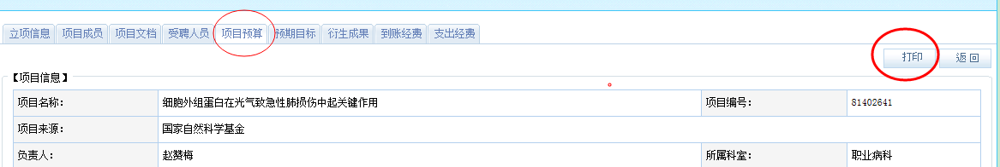 立项信息 项目成员 项目文档 受聘人员 项目预算 预期目标 衍生成果 到账经费 支出经费
打印 返回
【项目信息】
项目名称: 细胞外组蛋白在光气致急性肺损伤中起关键作用 项目编号: 81402641
项目来源: 国家自然科学基金
负责人: 赵赞梅 所属科室: 职业病科